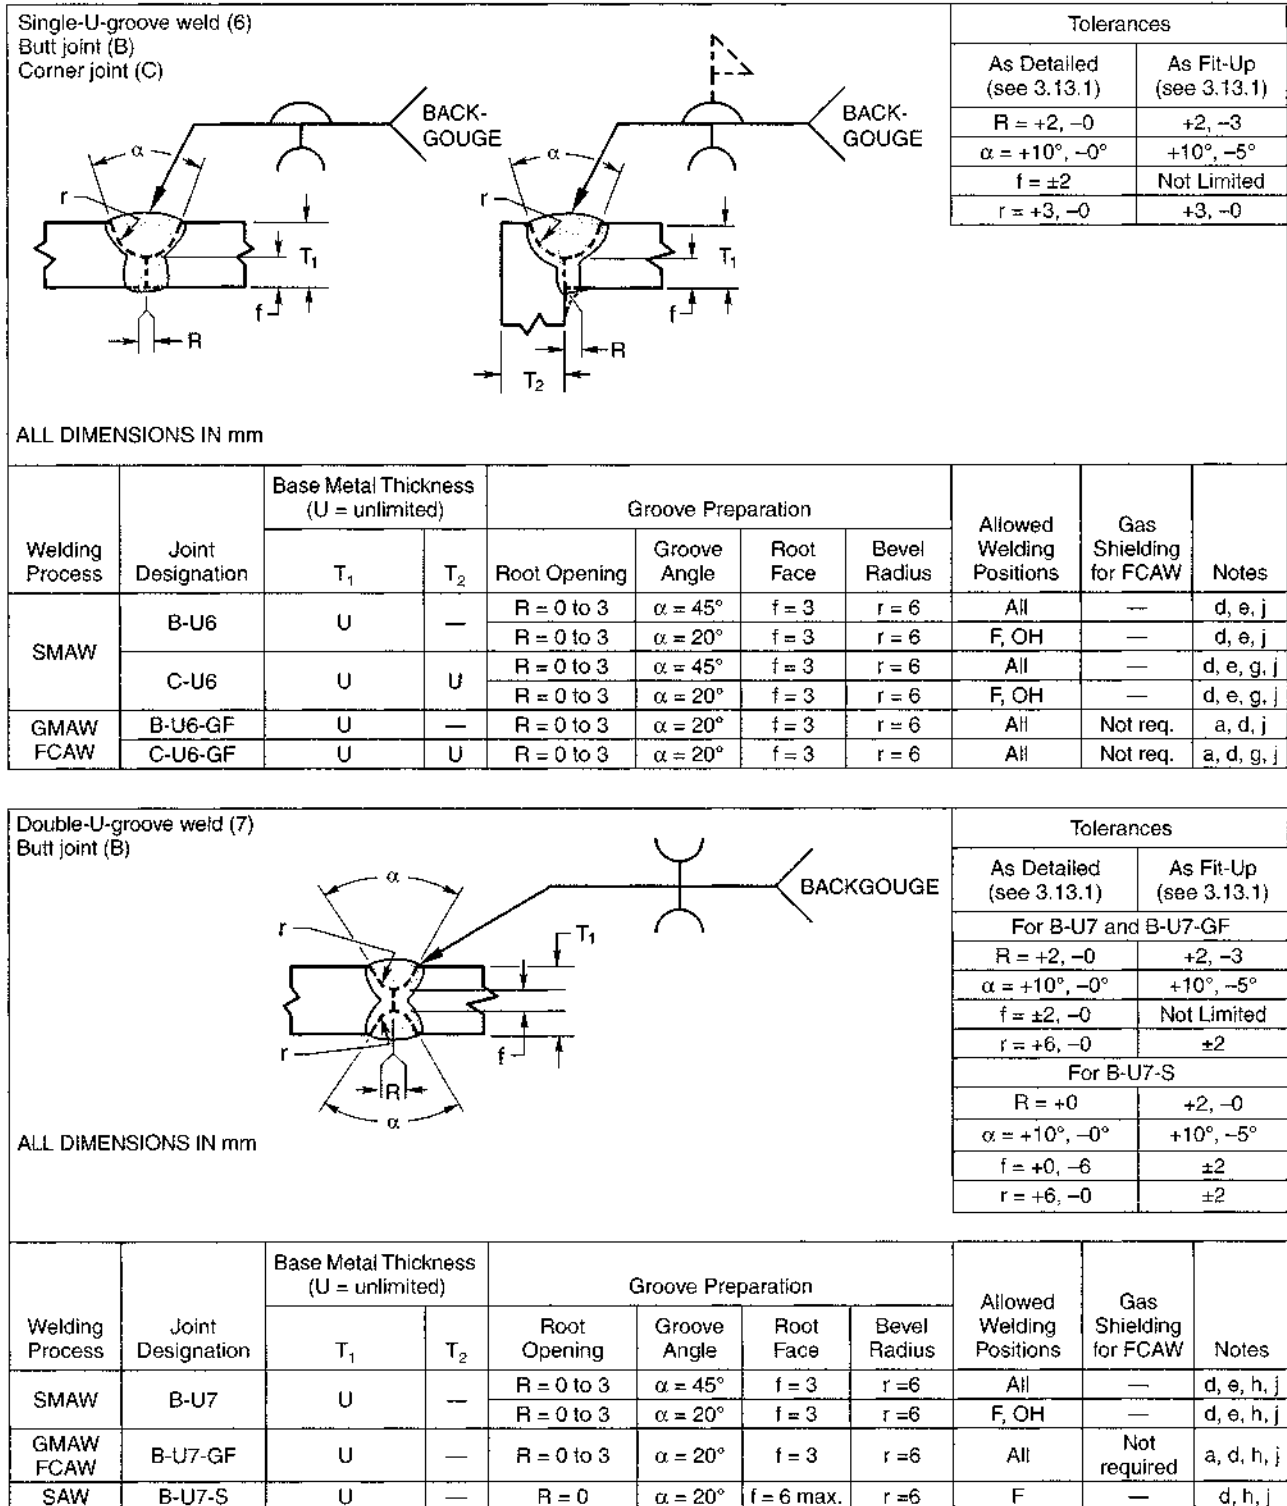 Single-U-groove weld (6)
Butt joint (B)
Corner joint (C)
BACK-
GOUGE
α
r
T₁
f
R
BACK-
GOUGE
α
r
T₁
f
R
T₂
ALL DIMENSIONS IN mm
Tolerances
As Detailed (see 3.13.1) As Fit-Up (see 3.13.1)
R = +2, –0 +2, –3
α = +10°, –0° +10°, –5°
f = ±2 Not Limited
r = +3, –0 +3, –0
Base Metal Thickness (U = unlimited) Groove Preparation
Welding Process Joint Designation T₁ T₂ Root Opening Groove Angle Root Face Bevel Radius Allowed Welding Positions Gas Shielding for FCAW Notes
SMAW B-U6 U — R = 0 to 3 α = 45° f = 3 r = 6 All — d, e, j
R = 0 to 3 α = 20° f = 3 r = 6 F, OH — d, e, j
C-U6 U U R = 0 to 3 α = 45° f = 3 r = 6 All — d, e, g, j
R = 0 to 3 α = 20° f = 3 r = 6 F, OH — d, e, g, j
GMAW FCAW B-U6-GF U — R = 0 to 3 α = 20° f = 3 r = 6 All Not req. a, d, j
C-U6-GF U U R = 0 to 3 α = 20° f = 3 r = 6 All Not req. a, d, g, j
Double-U-groove weld (7)
Butt joint (B)
BACKGOUGE
α
r
T₁
r
f
R
α
ALL DIMENSIONS IN mm
Tolerances
As Detailed (see 3.13.1) As Fit-Up (see 3.13.1)
For B-U7 and B-U7-GF
R = +2, –0 +2, –3
α = +10°, –0° +10°, –5°
f = ±2, –0 Not Limited
r = +6, –0 ±2
For B-U7-S
R = +0 +2, –0
α = +10°, –0° +10°, –5°
f = +0, –6 ±2
r = +6, –0 ±2
Base Metal Thickness (U = unlimited) Groove Preparation
Welding Process Joint Designation T₁ T₂ Root Opening Groove Angle Root Face Bevel Radius Allowed Welding Positions Gas Shielding for FCAW Notes
SMAW B-U7 U — R = 0 to 3 α = 45° f = 3 r =6 All — d, e, h, j
R = 0 to 3 α = 20° f = 3 r =6 F, OH — d, e, h, j
GMAW FCAW B-U7-GF U — R = 0 to 3 α = 20° f = 3 r =6 All Not required a, d, h, j
SAW B-U7-S U — R = 0 α = 20° f = 6 max. r =6 F — d, h, j